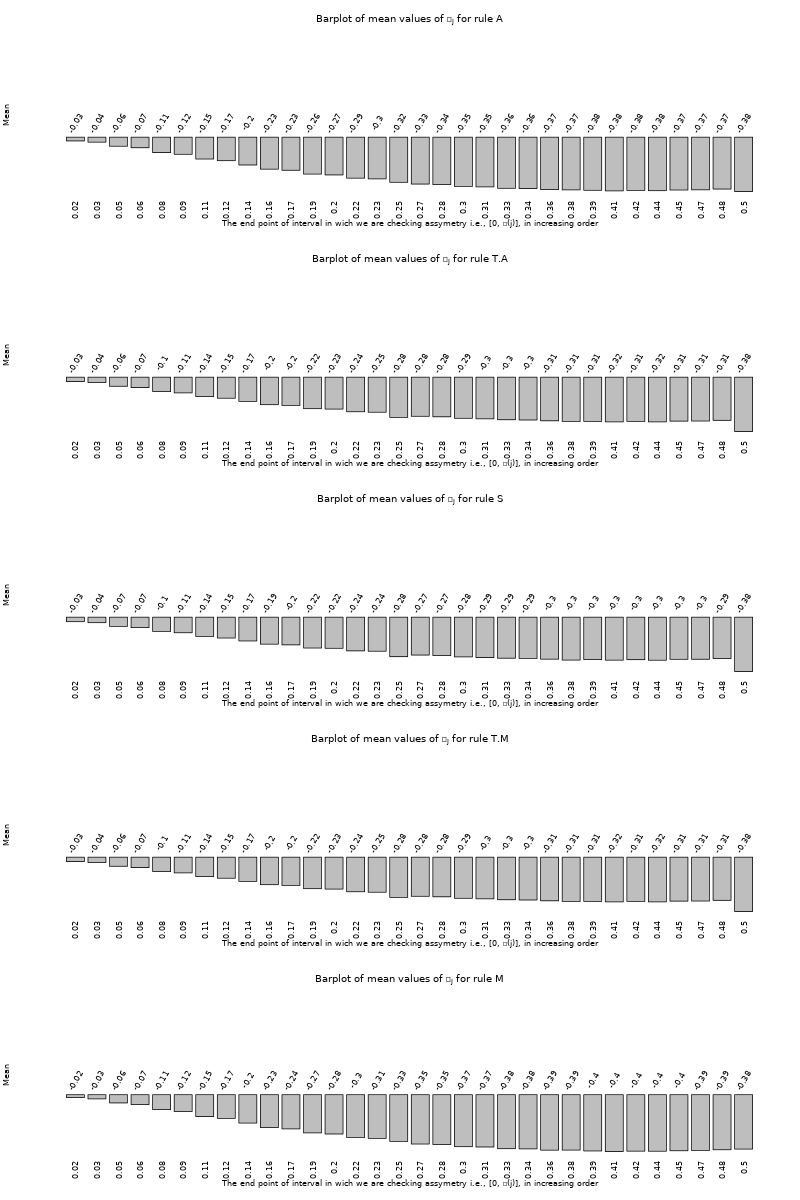 Barplot of mean values of □j for rule A
Mean
-0.03 -0.04 -0.06 -0.07 -0.11 -0.12 -0.15 -0.17 -0.2 -0.23 -0.23 -0.26 -0.27 -0.29 -0.3 -0.32 -0.33 -0.34 -0.35 -0.35 -0.36 -0.36 -0.37 -0.37 -0.38 -0.38 -0.38 -0.38 -0.37 -0.37 -0.37 -0.38
0.02 0.03 0.05 0.06 0.08 0.09 0.11 0.12 0.14 0.16 0.17 0.19 0.2 0.22 0.23 0.25 0.27 0.28 0.3 0.31 0.33 0.34 0.36 0.38 0.39 0.41 0.42 0.44 0.45 0.47 0.48 0.5
The end point of interval in wich we are checking assymetry i.e., [0, □(j)], in increasing order
Barplot of mean values of □j for rule T.A
Mean
-0.03 -0.04 -0.06 -0.07 -0.1 -0.11 -0.14 -0.15 -0.17 -0.2 -0.2 -0.22 -0.23 -0.24 -0.25 -0.28 -0.28 -0.28 -0.29 -0.3 -0.3 -0.3 -0.31 -0.31 -0.31 -0.32 -0.31 -0.32 -0.31 -0.31 -0.31 -0.38
0.02 0.03 0.05 0.06 0.08 0.09 0.11 0.12 0.14 0.16 0.17 0.19 0.2 0.22 0.23 0.25 0.27 0.28 0.3 0.31 0.33 0.34 0.36 0.38 0.39 0.41 0.42 0.44 0.45 0.47 0.48 0.5
The end point of interval in wich we are checking assymetry i.e., [0, □(j)], in increasing order
Barplot of mean values of □j for rule S
Mean
-0.03 -0.04 -0.07 -0.07 -0.1 -0.11 -0.14 -0.15 -0.17 -0.19 -0.2 -0.22 -0.22 -0.24 -0.24 -0.28 -0.27 -0.27 -0.28 -0.29 -0.29 -0.29 -0.3 -0.3 -0.3 -0.3 -0.3 -0.3 -0.3 -0.3 -0.29 -0.38
0.02 0.03 0.05 0.06 0.08 0.09 0.11 0.12 0.14 0.16 0.17 0.19 0.2 0.22 0.23 0.25 0.27 0.28 0.3 0.31 0.33 0.34 0.36 0.38 0.39 0.41 0.42 0.44 0.45 0.47 0.48 0.5
The end point of interval in wich we are checking assymetry i.e., [0, □(j)], in increasing order
Barplot of mean values of □j for rule T.M
Mean
-0.03 -0.04 -0.06 -0.07 -0.1 -0.11 -0.14 -0.15 -0.17 -0.2 -0.2 -0.22 -0.23 -0.24 -0.25 -0.28 -0.28 -0.28 -0.29 -0.3 -0.3 -0.3 -0.31 -0.31 -0.31 -0.32 -0.31 -0.32 -0.31 -0.31 -0.31 -0.38
0.02 0.03 0.05 0.06 0.08 0.09 0.11 0.12 0.14 0.16 0.17 0.19 0.2 0.22 0.23 0.25 0.27 0.28 0.3 0.31 0.33 0.34 0.36 0.38 0.39 0.41 0.42 0.44 0.45 0.47 0.48 0.5
The end point of interval in wich we are checking assymetry i.e., [0, □(j)], in increasing order
Barplot of mean values of □j for rule M
Mean
-0.02 -0.03 -0.06 -0.07 -0.11 -0.12 -0.15 -0.17 -0.2 -0.23 -0.24 -0.27 -0.28 -0.3 -0.31 -0.33 -0.35 -0.35 -0.37 -0.37 -0.38 -0.38 -0.39 -0.39 -0.4 -0.4 -0.4 -0.4 -0.4 -0.39 -0.39 -0.38
0.02 0.03 0.05 0.06 0.08 0.09 0.11 0.12 0.14 0.16 0.17 0.19 0.2 0.22 0.23 0.25 0.27 0.28 0.3 0.31 0.33 0.34 0.36 0.38 0.39 0.41 0.42 0.44 0.45 0.47 0.48 0.5
The end point of interval in wich we are checking assymetry i.e., [0, □(j)], in increasing order